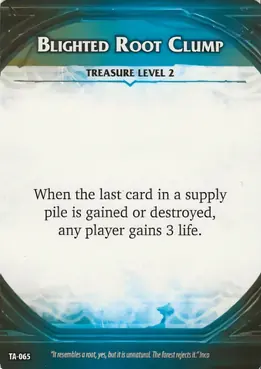 BLIGHTED ROOT CLUMP
TREASURE LEVEL 2
When the last card in a supply
pile is gained or destroyed,
any player gains 3 life.
TA-065
"It resembles a root, yes, but it is unnatural. The forest rejects it." Inco